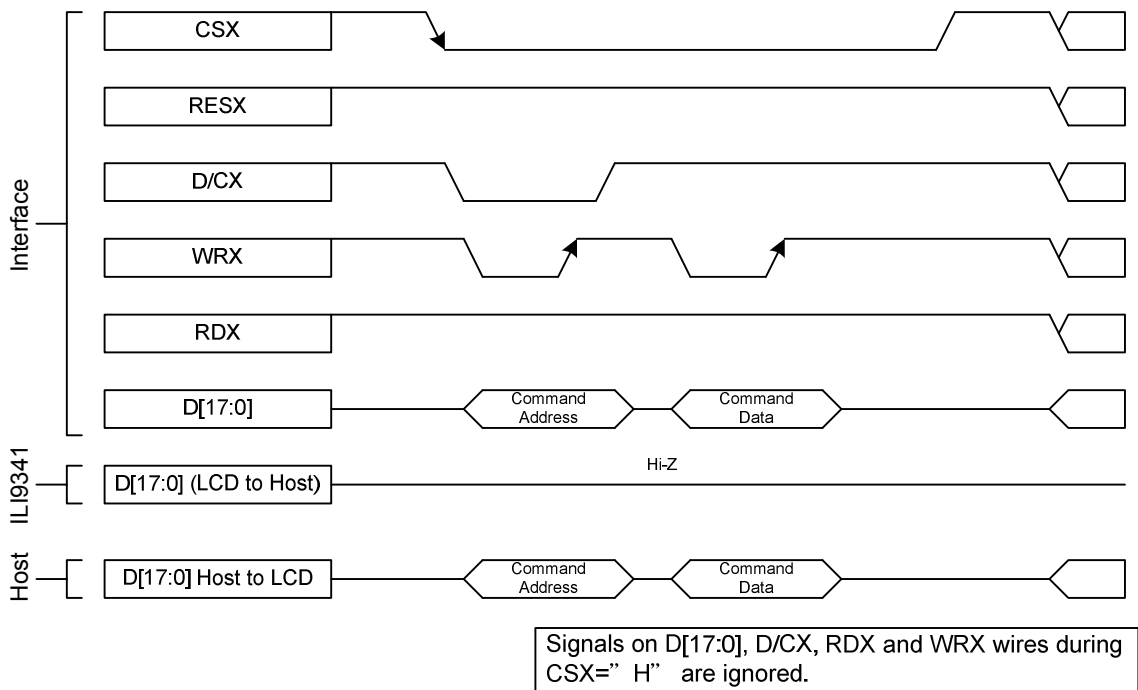 Interface
CSX
RESX
D/CX
WRX
RDX
D[17:0]
Command
Address
Command
Data
ILI9341
D[17:0] (LCD to Host)
Hi-Z
Host
D[17:0] Host to LCD
Command
Address
Command
Data
Signals on D[17:0], D/CX, RDX and WRX wires during
CSX=” H” are ignored.